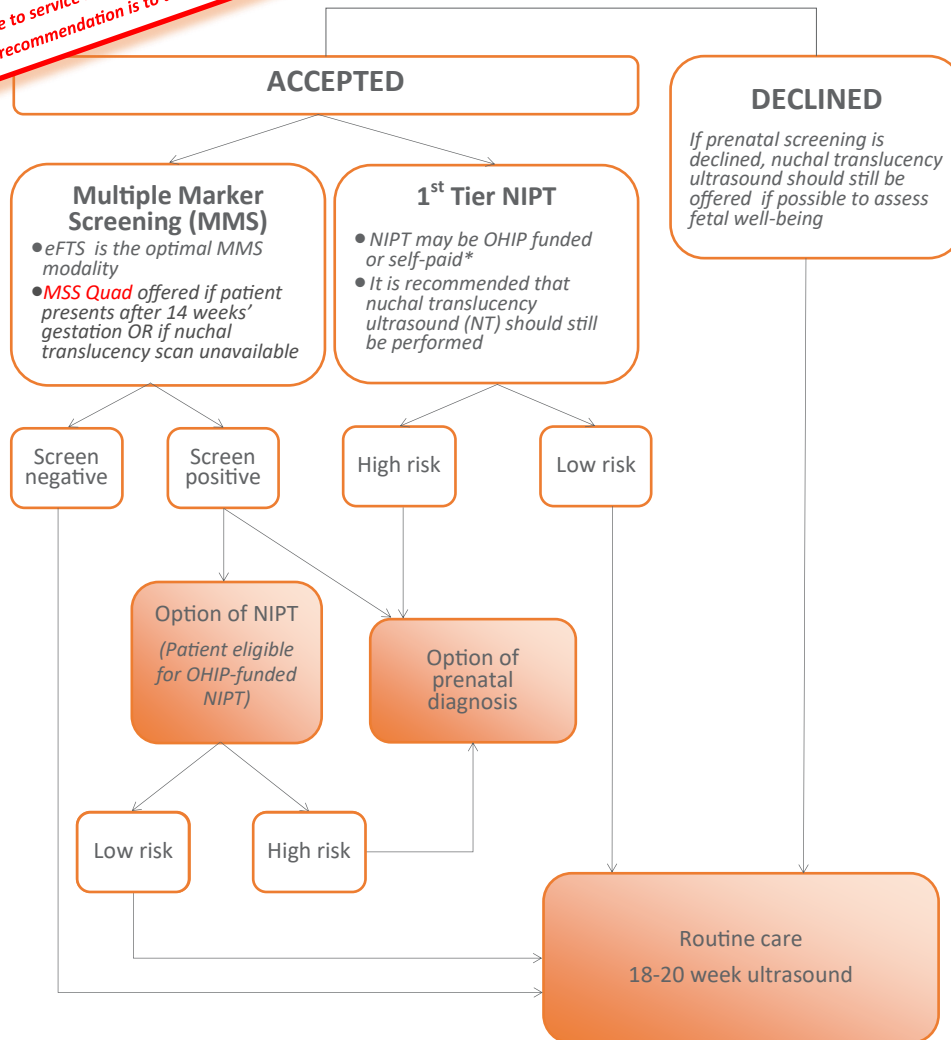 e to service
recommendation is to
ACCEPTED
DECLINED
If prenatal screening is
declined, nuchal translucency
ultrasound should still be
offered if possible to assess
fetal well-being
Multiple Marker
Screening (MMS)
●eFTS is the optimal MMS
modality
●MSS Quad offered if patient
presents after 14 weeks’
gestation OR if nuchal
translucency scan unavailable
1st Tier NIPT
● NIPT may be OHIP funded
or self-paid*
● It is recommended that
nuchal translucency
ultrasound (NT) should still
be performed
Screen
negative
Screen
positive
High risk
Low risk
Option of NIPT
(Patient eligible
for OHIP-funded
NIPT)
Option of
prenatal
diagnosis
Low risk
High risk
Routine care
18-20 week ultrasound